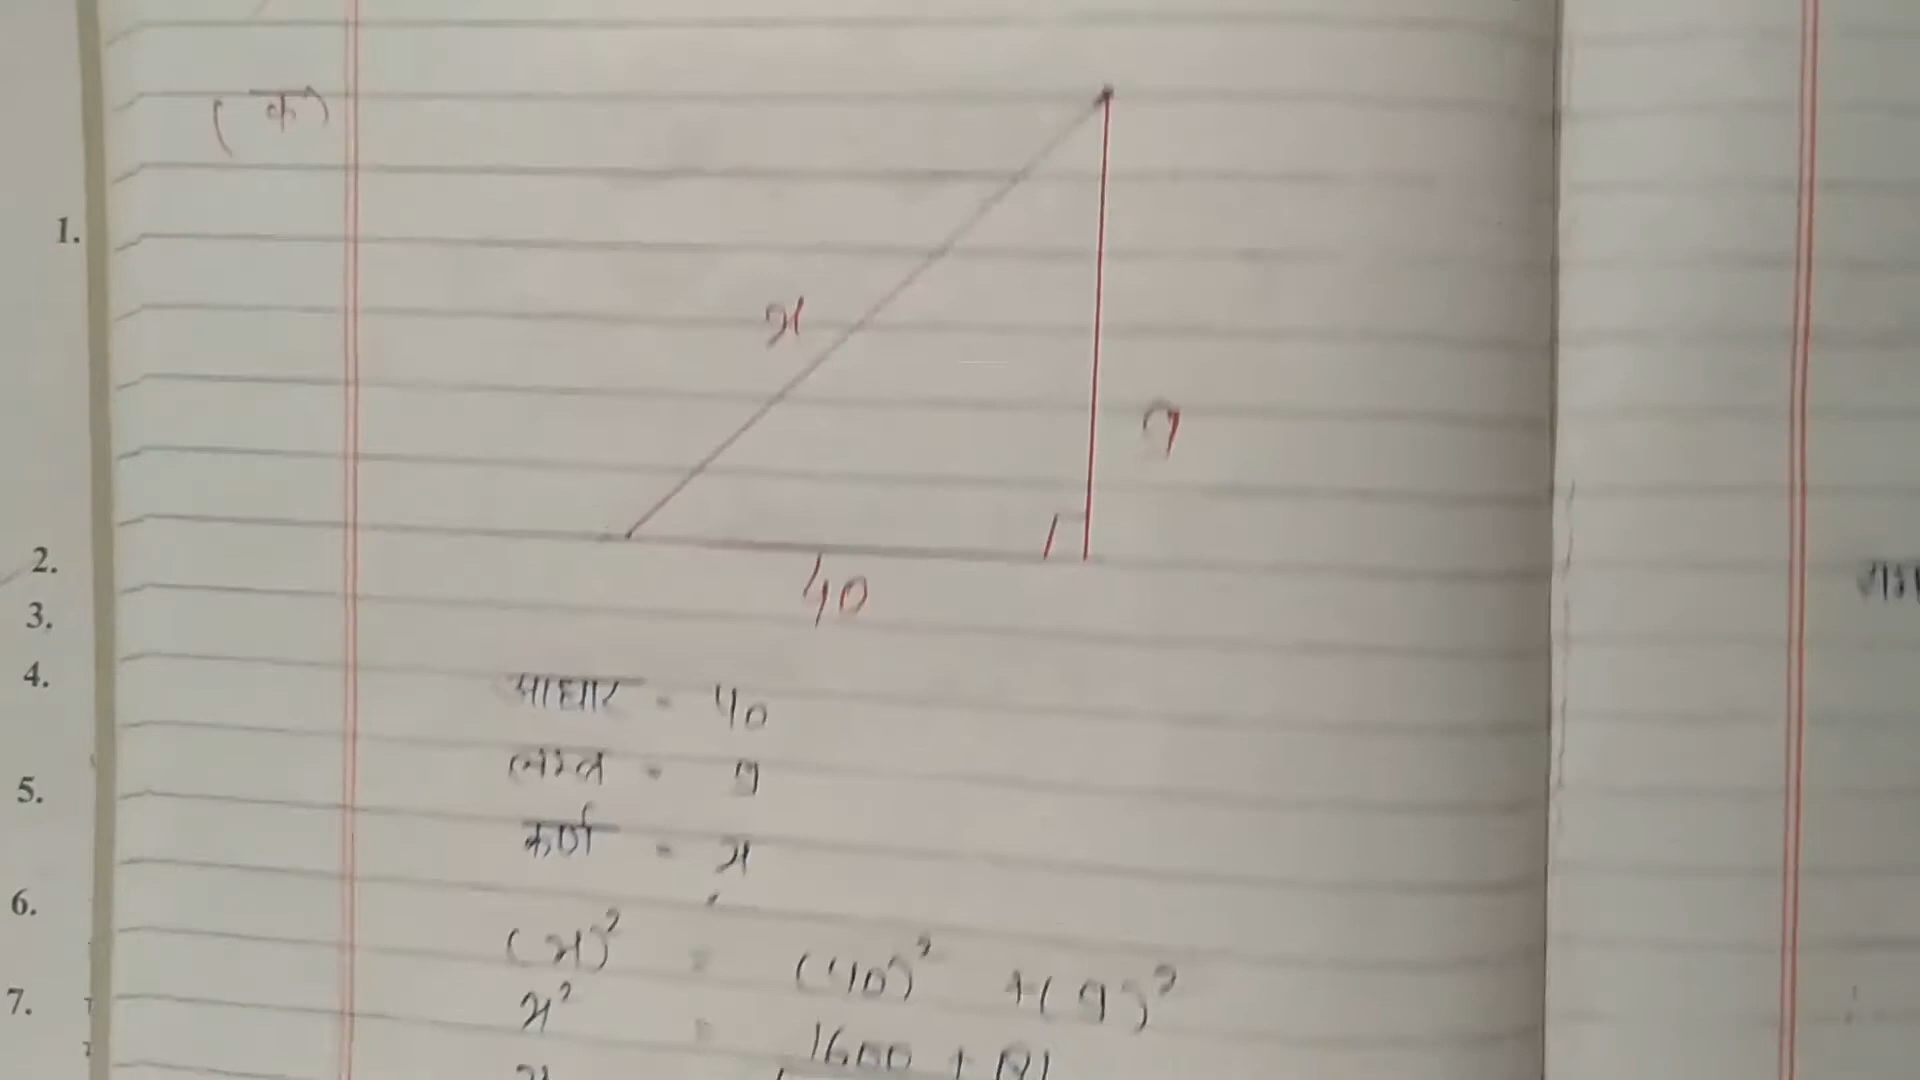 (क)
1.
x
9
40
2.
3.
आधार = 40
4.
लम्ब = 9
5.
कर्ण = x
6.
(x)² = (40)² + (9)²
7.
x² = 1600 + 81
x